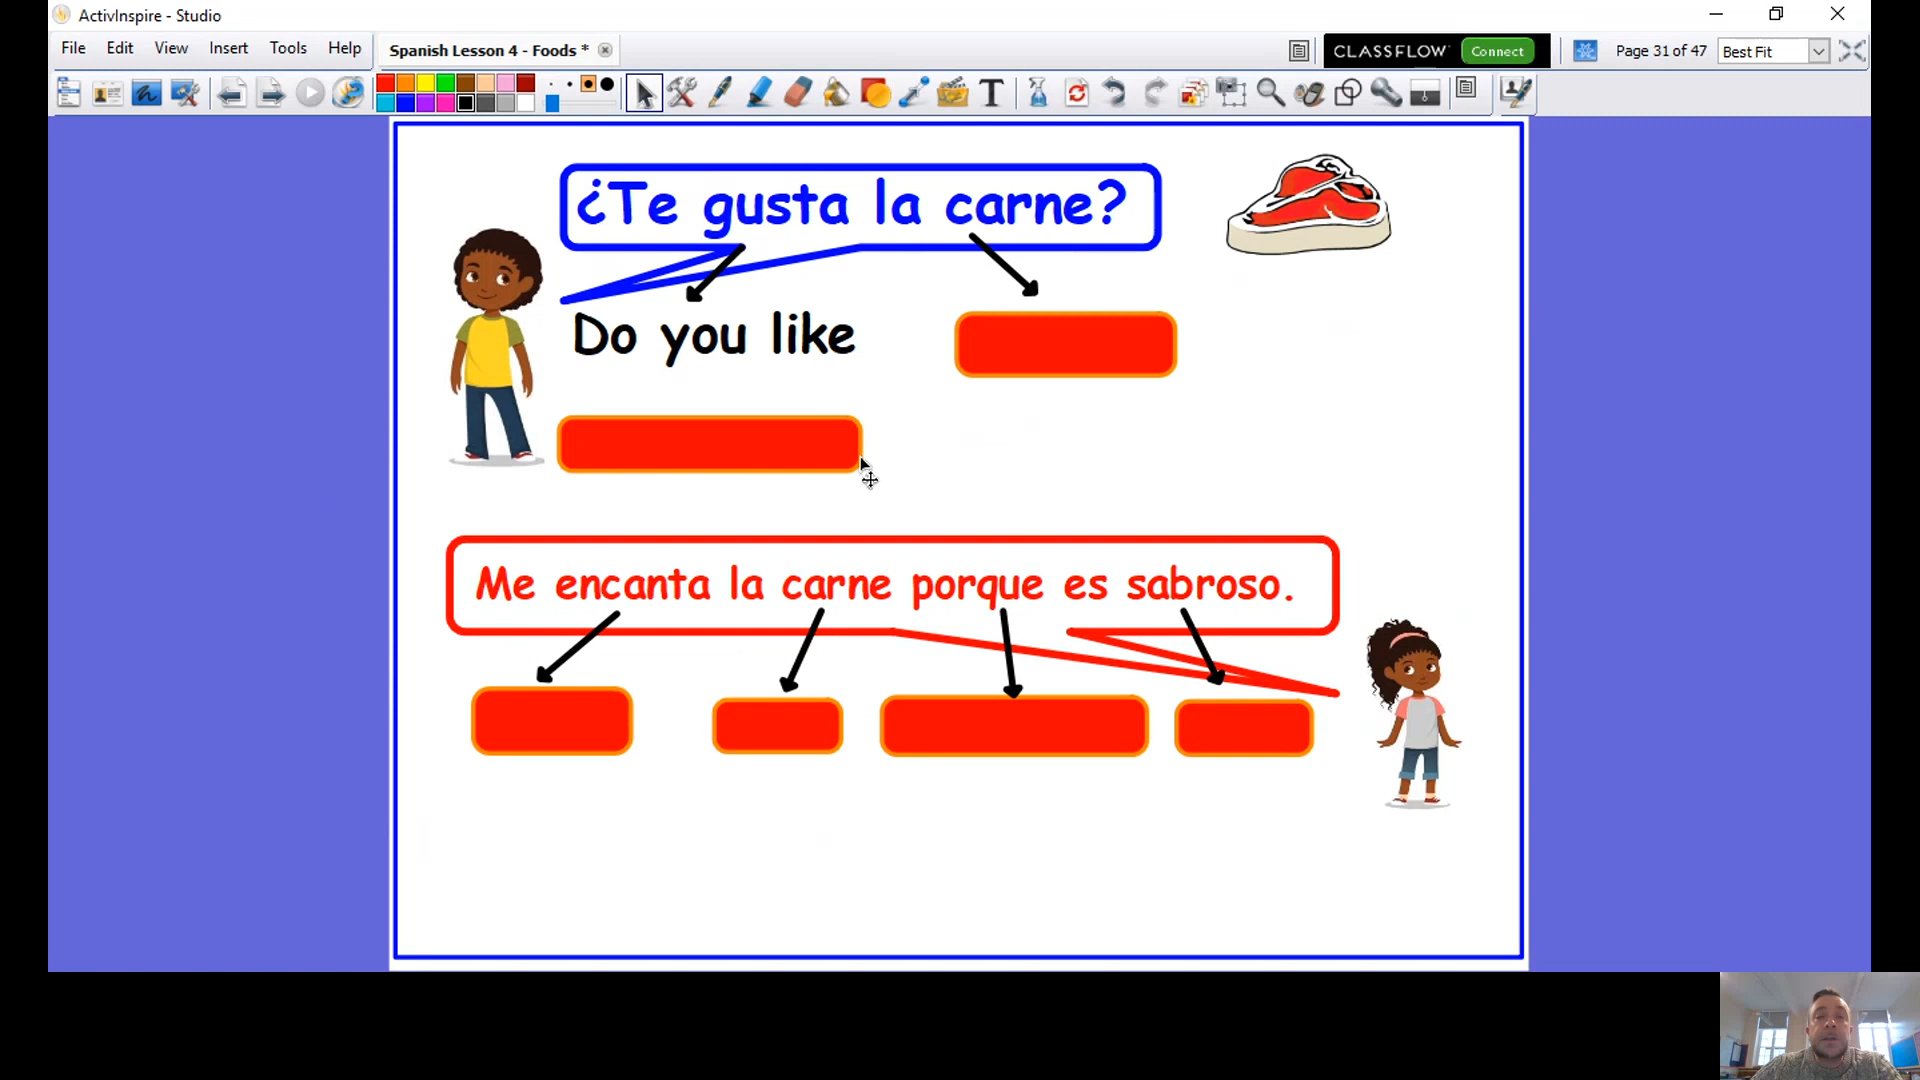 ActivInspire - Studio
File Edit View Insert Tools Help
Spanish Lesson 4 - Foods *
CLASSFLOW Connect
Page 31 of 47
Best Fit
T
¿Te gusta la carne?
Do you like
Me encanta la carne porque es sabroso.